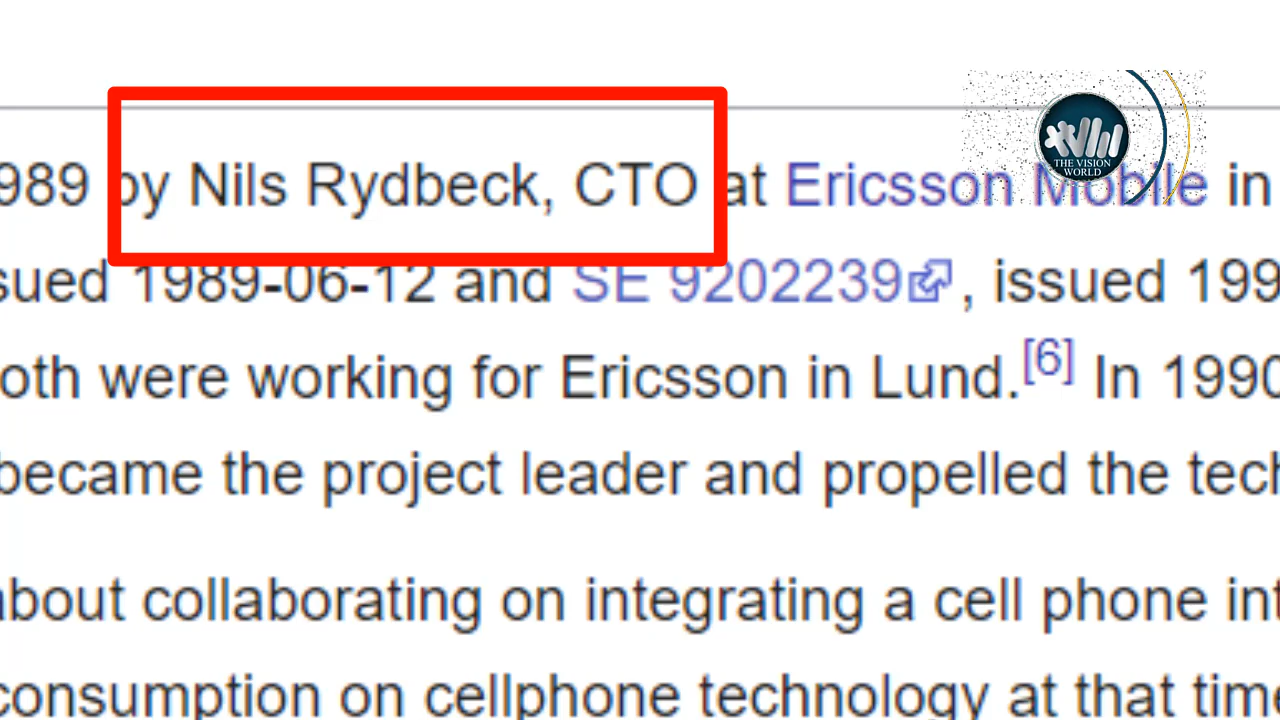 989 by Nils Rydbeck, CTO at Ericsson Mobile in
sued 1989-06-12 and SE 9202239, issued 199
oth were working for Ericsson in Lund.[6] In 1990
became the project leader and propelled the tech
about collaborating on integrating a cell phone int
consumption on cellphone technology at that time
THE VISION
WORLD